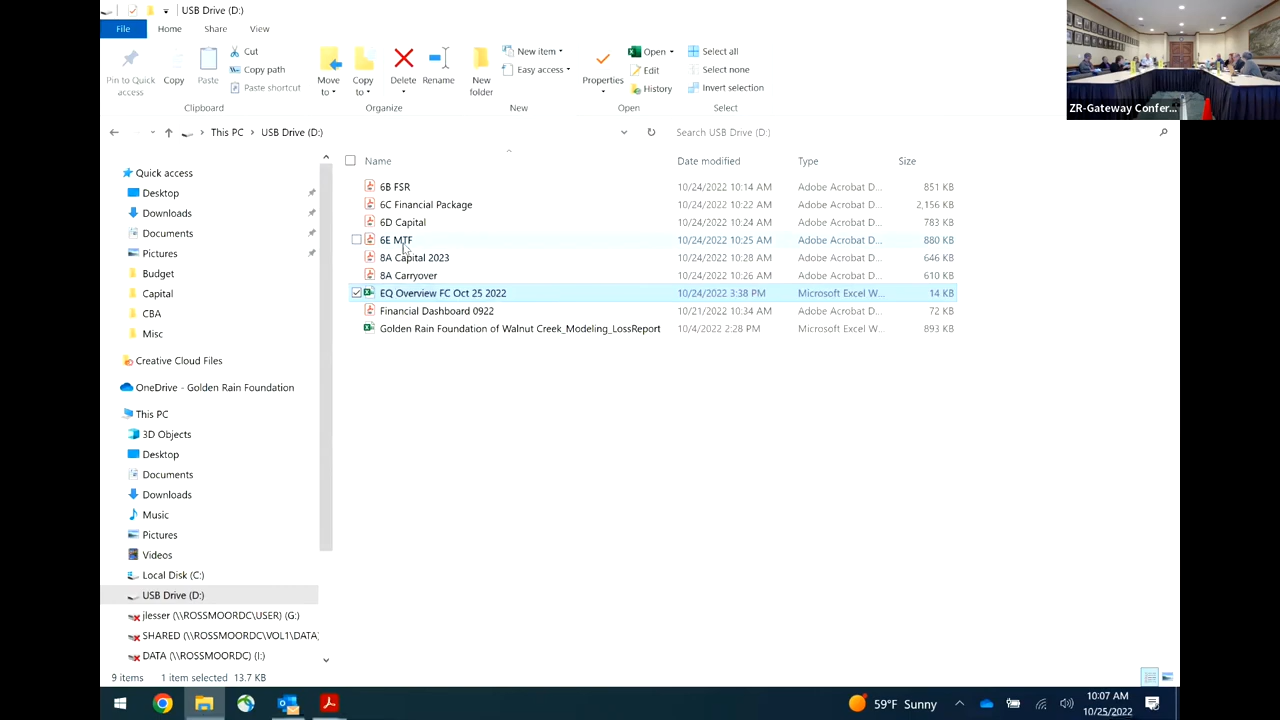 USB Drive (D:)
File
Home
Share
View
Pin to Quick access
Copy
Paste
Cut
Copy path
Paste shortcut
Clipboard
Move to
Copy to
Delete
Rename
Organize
New folder
New item
Easy access
New
Properties
Open
Edit
History
Open
Select all
Select none
Invert selection
Select
ZR-Gateway Confer...
This PC
USB Drive (D:)
Search USB Drive (D:)
Name
Date modified
Type
Size
6B FSR 10/24/2022 10:14 AM Adobe Acrobat D... 851 KB
6C Financial Package 10/24/2022 10:22 AM Adobe Acrobat D... 2,156 KB
6D Capital 10/24/2022 10:24 AM Adobe Acrobat D... 783 KB
6E MTF 10/24/2022 10:25 AM Adobe Acrobat D... 880 KB
8A Capital 2023 10/24/2022 10:28 AM Adobe Acrobat D... 646 KB
8A Carryover 10/24/2022 10:26 AM Adobe Acrobat D... 610 KB
EQ Overview FC Oct 25 2022 10/24/2022 3:38 PM Microsoft Excel W... 14 KB
Financial Dashboard 0922 10/21/2022 10:34 AM Adobe Acrobat D... 72 KB
Golden Rain Foundation of Walnut Creek_Modeling_LossReport 10/4/2022 2:28 PM Microsoft Excel W... 893 KB
Quick access
Desktop
Downloads
Documents
Pictures
Budget
Capital
CBA
Misc
Creative Cloud Files
OneDrive - Golden Rain Foundation
This PC
3D Objects
Desktop
Documents
Downloads
Music
Pictures
Videos
Local Disk (C:)
USB Drive (D:)
jlesser (\\ROSSMOORDC\USER) (G:)
SHARED (\\ROSSMOORDC\VOL1\DATA)
DATA (\\ROSSMOORDC) (I:)
9 items 1 item selected 13.7 KB
59°F Sunny
10:07 AM
10/25/2022